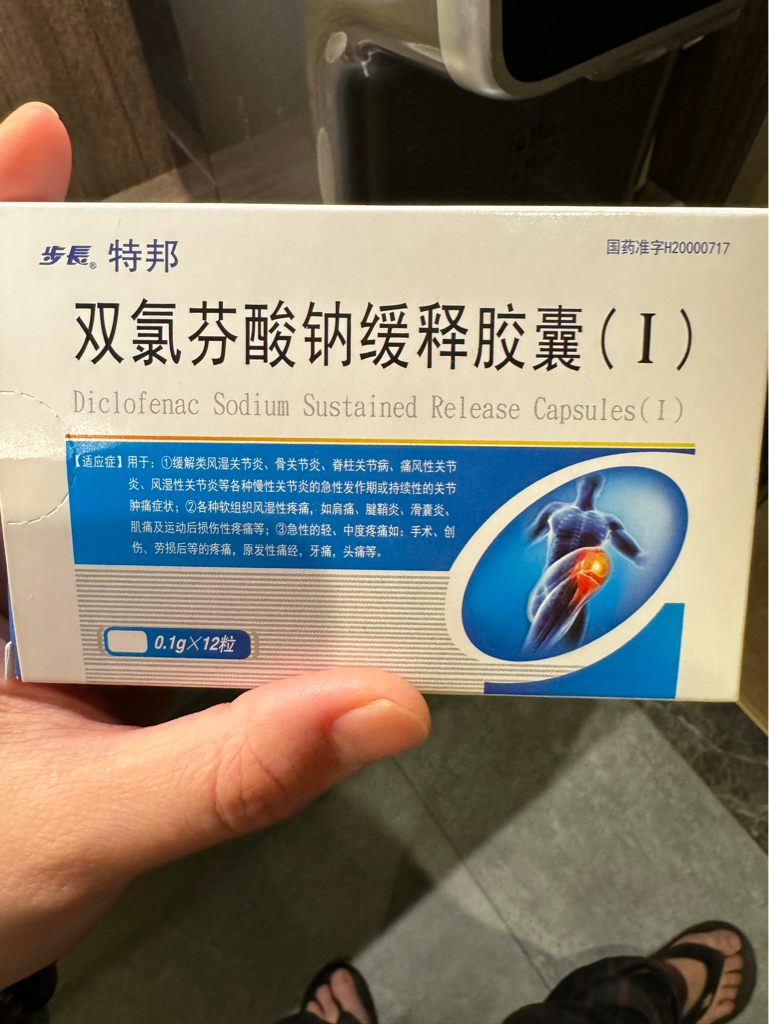 步長® 特邦
国药准字H20000717
双氯芬酸钠缓释胶囊(Ⅰ)
Diclofenac Sodium Sustained Release Capsules(Ⅰ)
【适应症】用于:①缓解类风湿关节炎、骨关节炎、脊柱关节病、痛风性关节
炎、风湿性关节炎等各种慢性关节炎的急性发作期或持续性的关节
肿痛症状;②各种软组织风湿性疼痛,如肩痛、腱鞘炎、滑囊炎、
肌痛及运动后损伤性疼痛等;③急性的轻、中度疼痛如:手术、创
伤、劳损后等的疼痛,原发性痛经,牙痛,头痛等。
0.1g×12粒